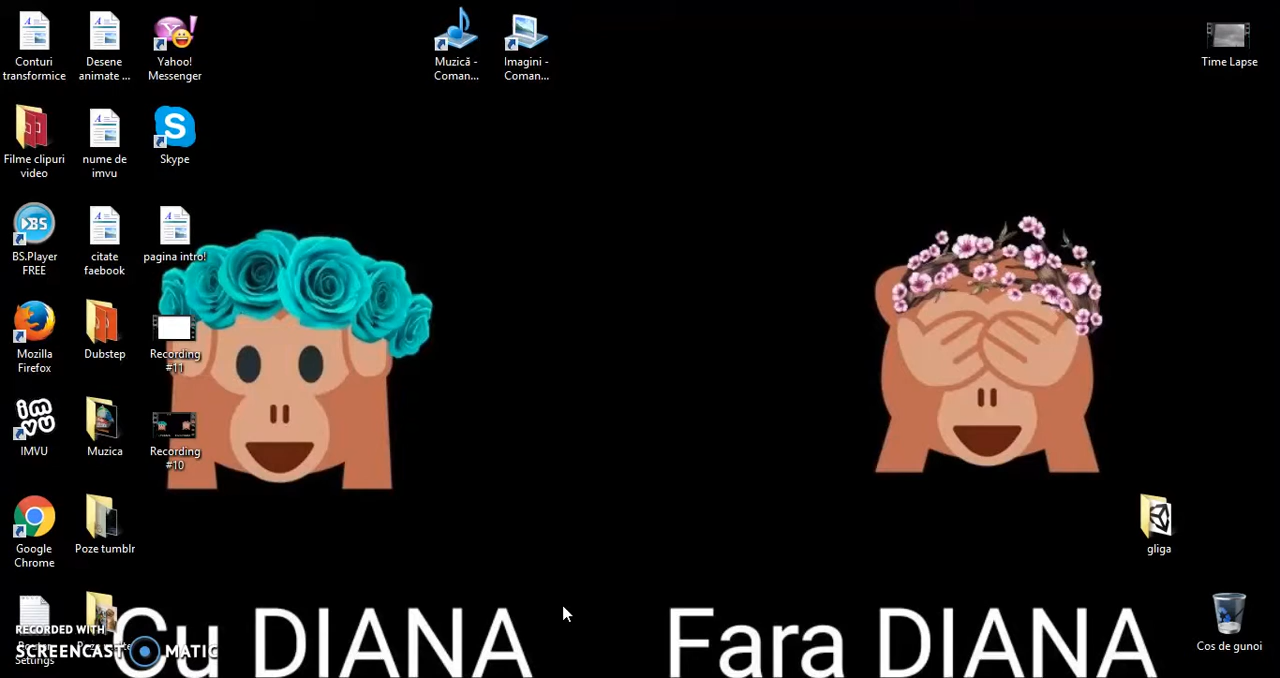 Conturi
transformice
Desene
animate ...
Yahoo!
Messenger
Muzică -
Coman...
Imagini -
Coman...
Time Lapse
Filme clipuri
video
nume de
imvu
Skype
BS.Player
FREE
citate
faebook
pagina intro!
Mozilla
Firefox
Dubstep
Recording
#11
IMVU
Muzica
Recording
#10
Google
Chrome
Poze tumblr
gliga
Settings
Cos de gunoi
Cu DIANA
Fara DIANA
RECORDED WITH
SCREENCAST MATIC